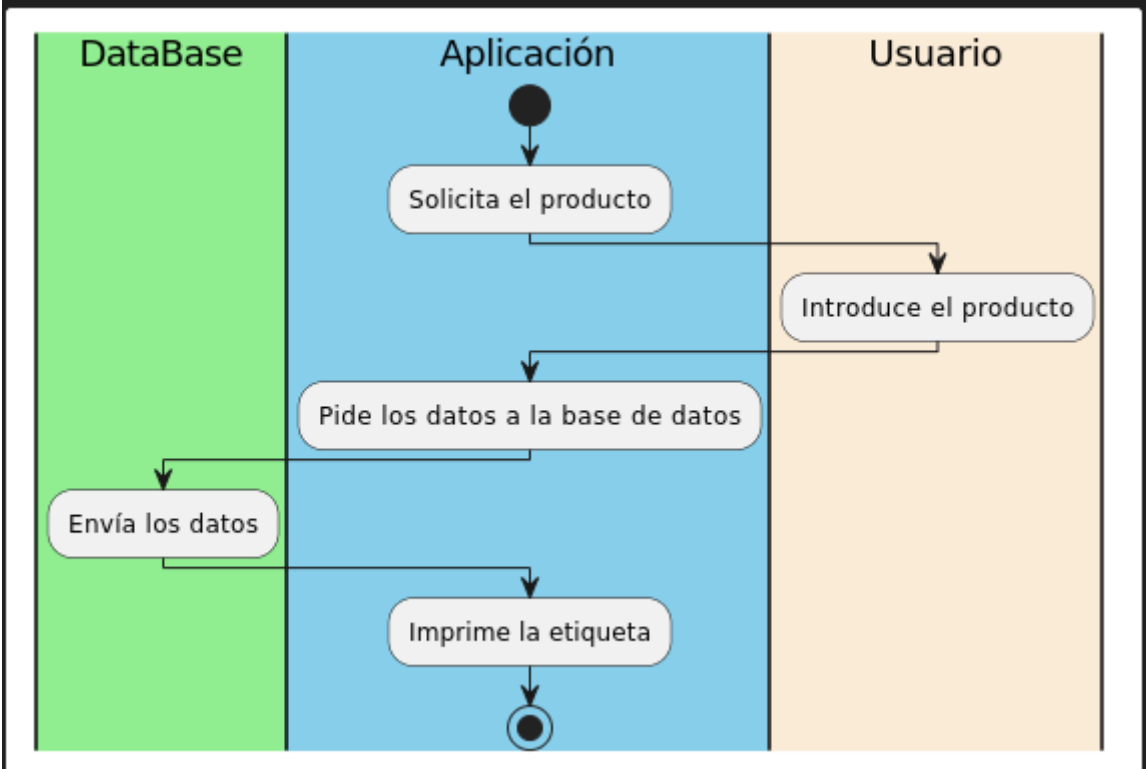 DataBase
Aplicación
Usuario
Solicita el producto
Introduce el producto
Pide los datos a la base de datos
Envía los datos
Imprime la etiqueta